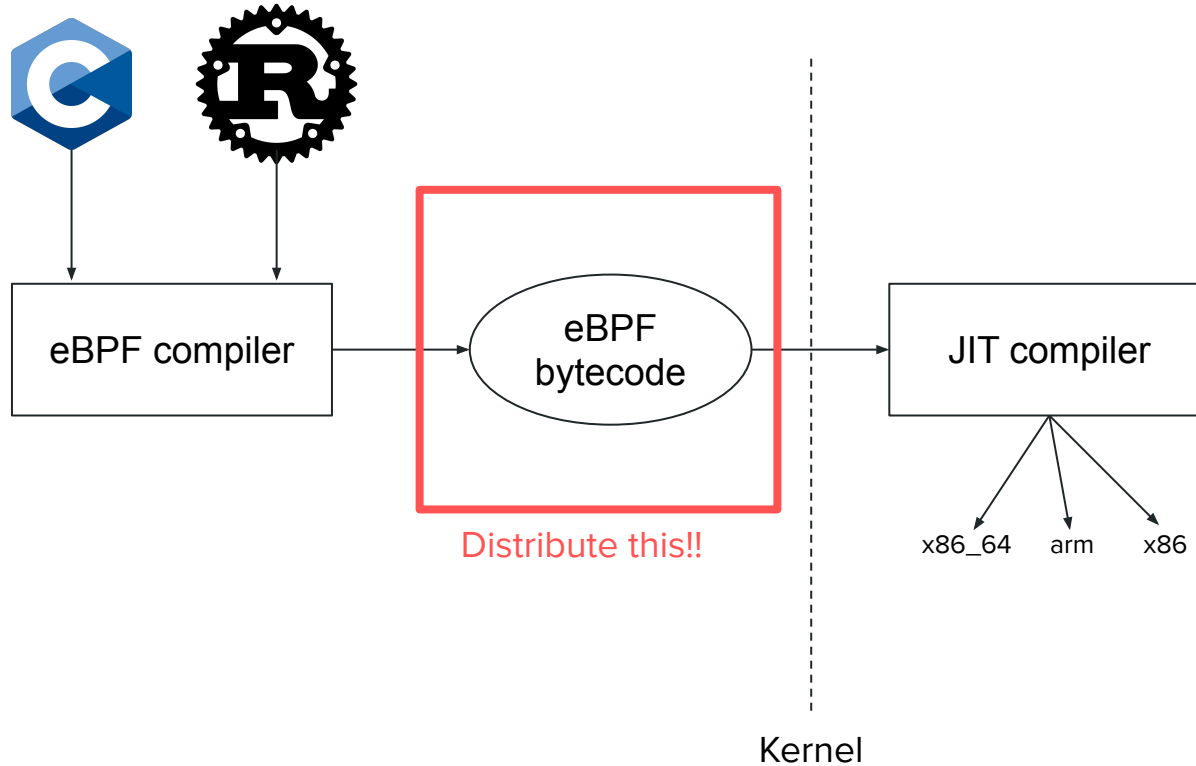 C
R
eBPF compiler
eBPF
bytecode
JIT compiler
Distribute this!!
x86_64 arm x86
Kernel